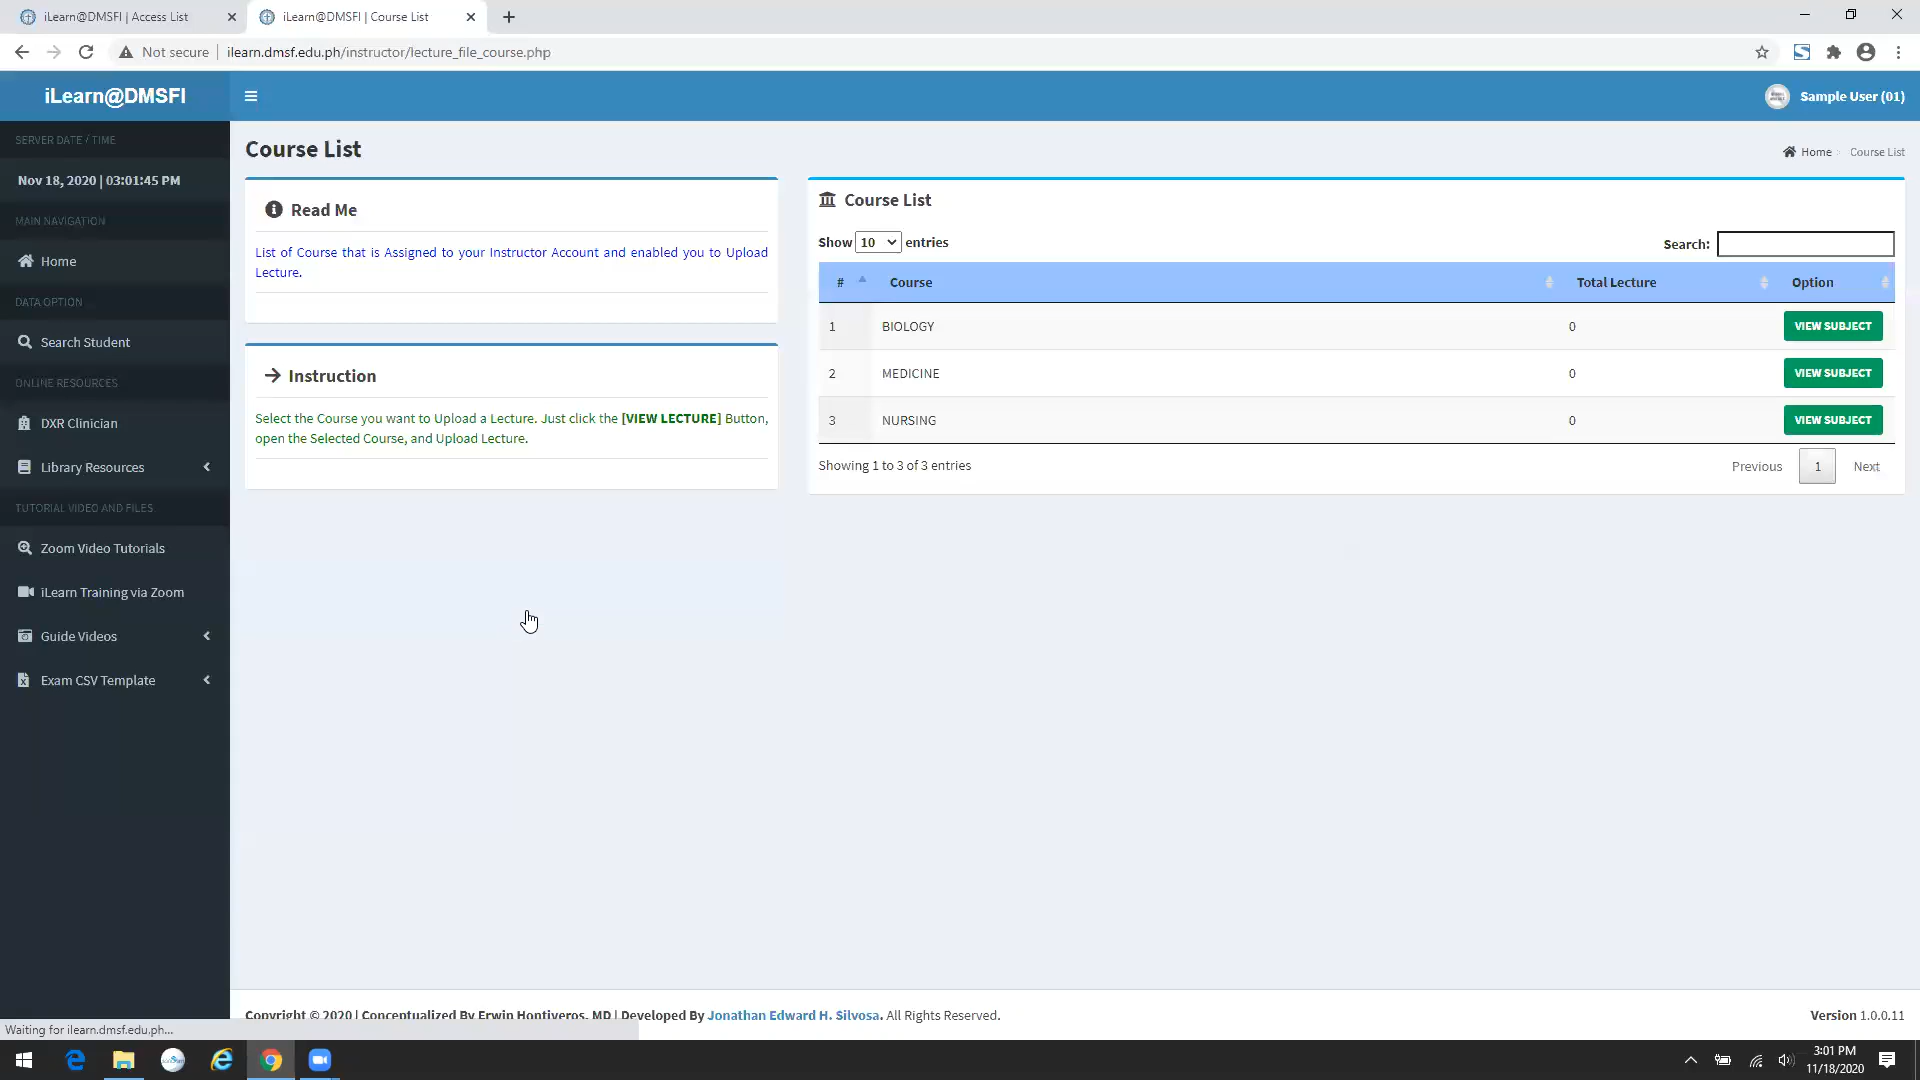 iLearn@DMSFI | Access List
iLearn@DMSFI | Course List
Not secure
ilearn.dmsf.edu.ph/instructor/lecture_file_course.php
iLearn@DMSFI
Sample User (01)
SERVER DATE / TIME
Nov 18, 2020 | 03:01:45 PM
MAIN NAVIGATION
Home
DATA OPTION
Search Student
ONLINE RESOURCES
DXR Clinician
Library Resources
TUTORIAL VIDEO AND FILES
Zoom Video Tutorials
iLearn Training via Zoom
Guide Videos
Exam CSV Template
Course List
Home
Course List
Read Me
List of Course that is Assigned to your Instructor Account and enabled you to Upload
Lecture.
Instruction
Select the Course you want to Upload a Lecture. Just click the [VIEW LECTURE] Button,
open the Selected Course, and Upload Lecture.
Course List
Show 10 entries
Search:
# Course Total Lecture Option
1 BIOLOGY 0 VIEW SUBJECT
2 MEDICINE 0 VIEW SUBJECT
3 NURSING 0 VIEW SUBJECT
Showing 1 to 3 of 3 entries
Previous 1 Next
Copyright © 2020 | Conceptualized By Erwin Hontiveros, MD | Developed By Jonathan Edward H. Silvosa. All Rights Reserved.
Version 1.0.0.11
Waiting for ilearn.dmsf.edu.ph...
3:01 PM
11/18/2020